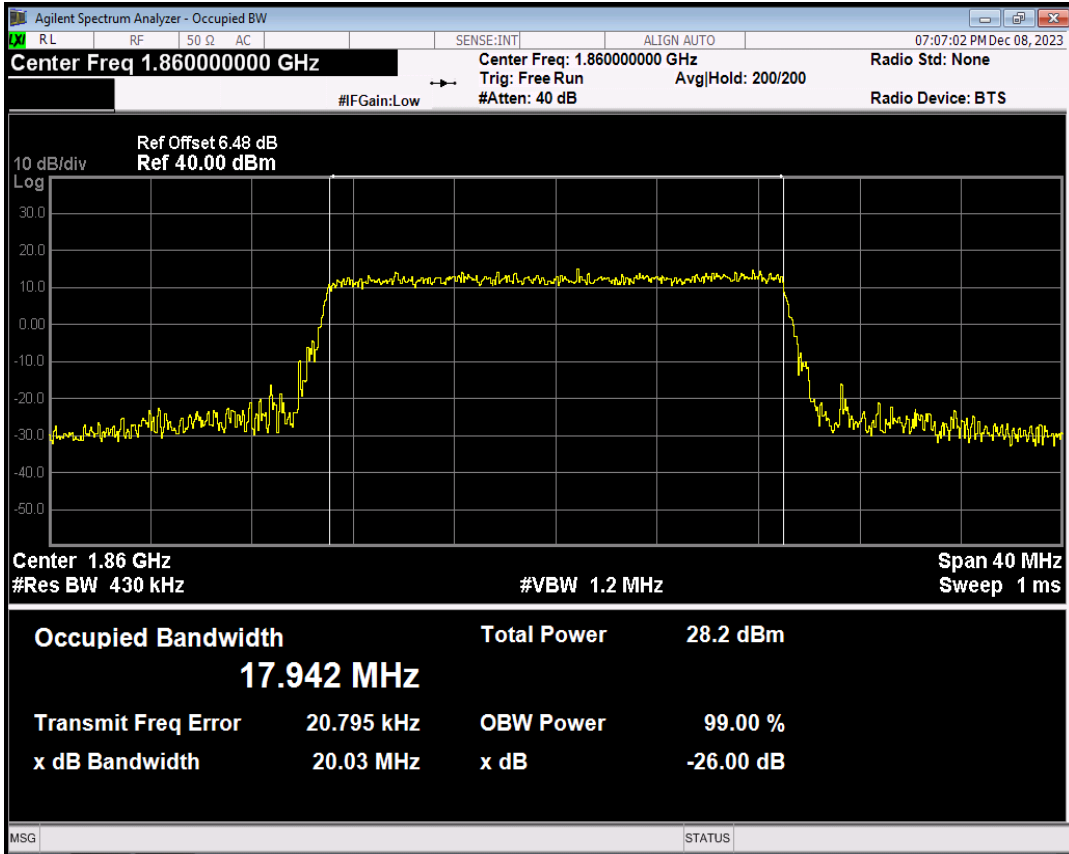 Agilent Spectrum Analyzer - Occupied BW
LXI RL RF 50 Ω AC SENSE:INT ALIGN AUTO 07:07:02 PM Dec 08, 2023
Center Freq 1.860000000 GHz Center Freq: 1.860000000 GHz Radio Std: None
Trig: Free Run Avg|Hold: 200/200
#IFGain:Low #Atten: 40 dB Radio Device: BTS
Ref Offset 6.48 dB
10 dB/div Ref 40.00 dBm
Log
30.0
20.0
10.0
0.00
-10.0
-20.0
-30.0
-40.0
-50.0
Center 1.86 GHz Span 40 MHz
#Res BW 430 kHz #VBW 1.2 MHz Sweep 1 ms
Occupied Bandwidth Total Power 28.2 dBm
17.942 MHz
Transmit Freq Error 20.795 kHz OBW Power 99.00 %
x dB Bandwidth 20.03 MHz x dB -26.00 dB
MSG STATUS